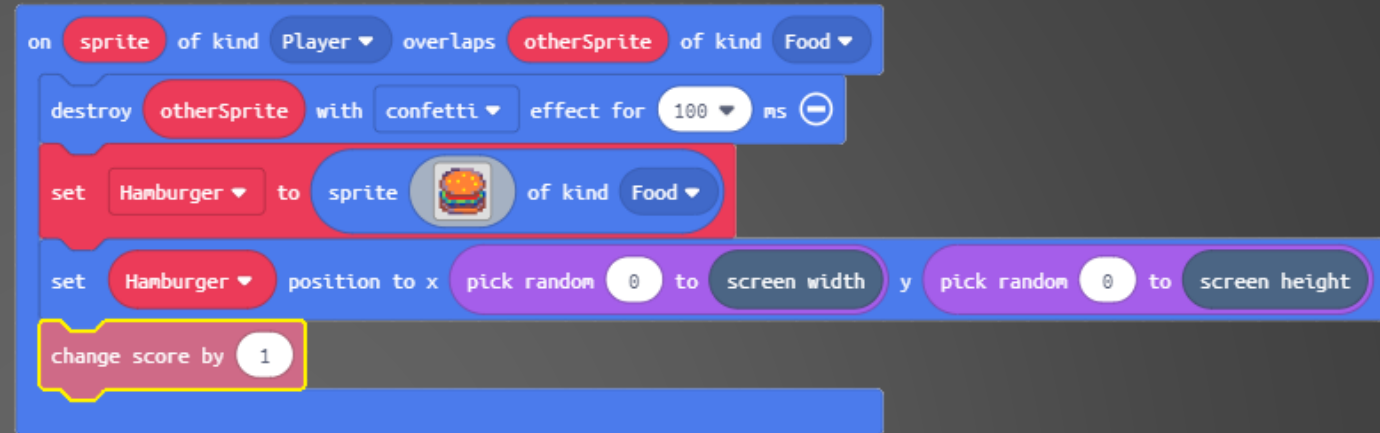 on sprite of kind Player overlaps otherSprite of kind Food
destroy otherSprite with confetti effect for 100 ms
set Hamburger to sprite of kind Food
set Hamburger position to x pick random 0 to screen width y pick random 0 to screen height
change score by 1